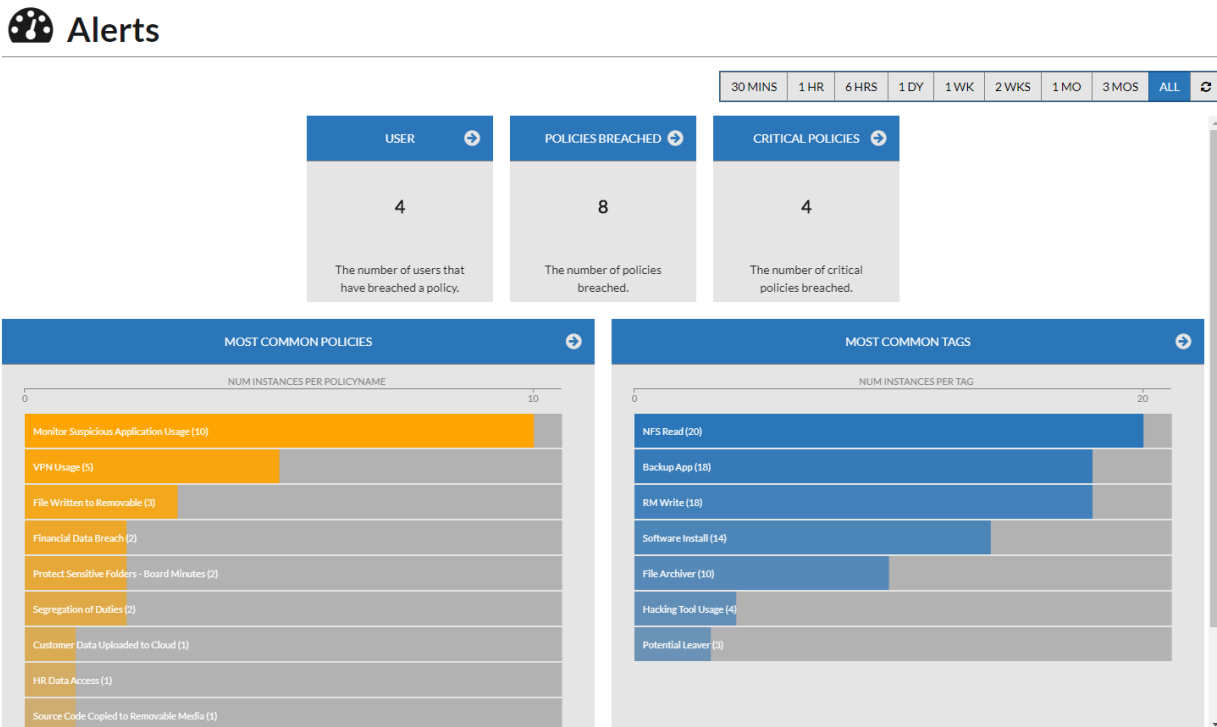 Alerts
30 MINS 1 HR 6 HRS 1 DY 1 WK 2 WKS 1 MO 3 MOS ALL
USER
4
The number of users that
have breached a policy.
POLICIES BREACHED
8
The number of policies
breached.
CRITICAL POLICIES
4
The number of critical
policies breached.
MOST COMMON POLICIES
NUM INSTANCES PER POLICYNAME
0 10
Monitor Suspicious Application Usage (10)
VPN Usage (5)
File Written to Removable (3)
Financial Data Breach (2)
Protect Sensitive Folders - Board Minutes (2)
Segregation of Duties (2)
Customer Data Uploaded to Cloud (1)
HR Data Access (1)
Source Code Copied to Removable Media (1)
MOST COMMON TAGS
NUM INSTANCES PER TAG
0 20
NFS Read (20)
Backup App (18)
RM Write (18)
Software Install (14)
File Archiver (10)
Hacking Tool Usage (4)
Potential Leaver (3)